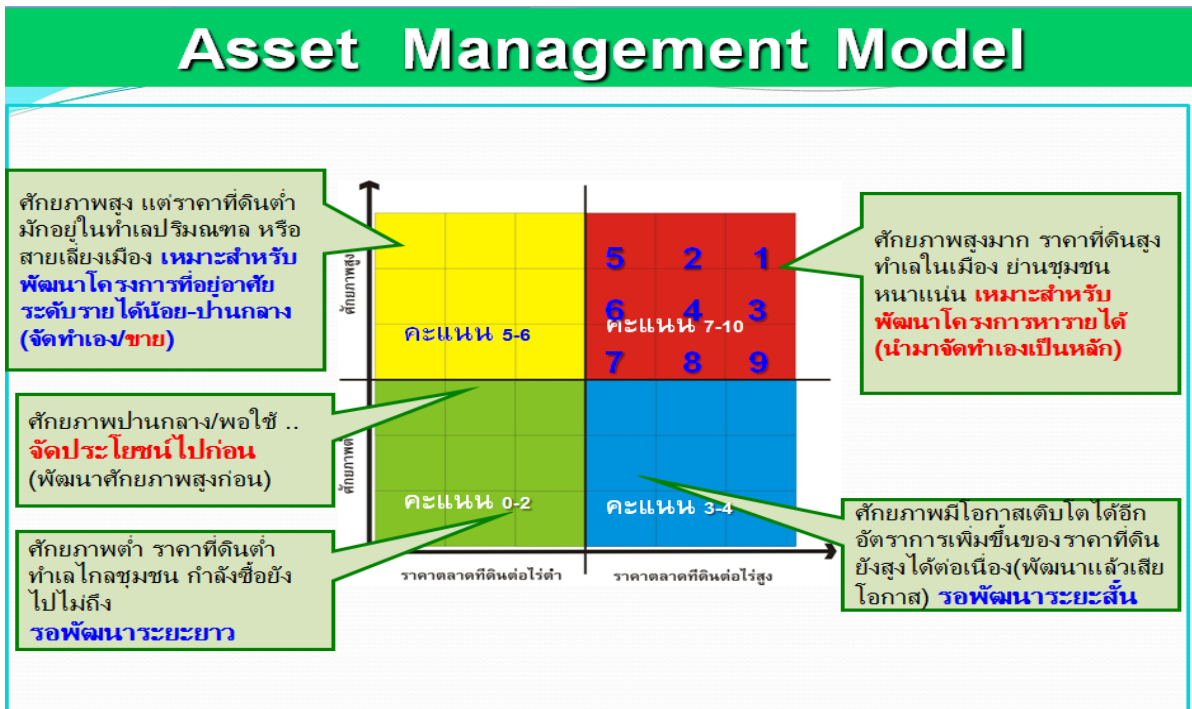 Asset Management Model
ศักยภาพสูง แต่ราคาที่ดินต่ำ
มักอยู่ในทำเลปริมณฑล หรือ
สายเลี่ยงเมือง เหมาะสำหรับ
พัฒนาโครงการที่อยู่อาศัย
ระดับรายได้น้อย-ปานกลาง
(จัดทำเอง/ขาย)
ศักยภาพปานกลาง/พอใช้ ..
จัดประโยชน์ไปก่อน
(พัฒนาศักยภาพสูงก่อน)
ศักยภาพต่ำ ราคาที่ดินต่ำ
ทำเลไกลชุมชน กำลังซื้อยัง
ไปไม่ถึง
รอพัฒนาระยะยาว
ศักยภาพสูง
คะแนน 5-6
5 2 1
6 4 3
คะแนน 7-10
7 8 9
คะแนน 0-2
คะแนน 3-4
ราคาตลาดที่ดินต่อไร่ต่ำ
ราคาตลาดที่ดินต่อไร่สูง
ศักยภาพสูงมาก ราคาที่ดินสูง
ทำเลในเมือง ย่านชุมชน
หนาแน่น เหมาะสำหรับ
พัฒนาโครงการหารายได้
(นำมาจัดทำเองเป็นหลัก)
ศักยภาพมีโอกาสเติบโตได้อีก
อัตราการเพิ่มขึ้นของราคาที่ดิน
ยังสูงได้ต่อเนื่อง(พัฒนาแล้วเสีย
โอกาส) รอพัฒนาระยะสั้น